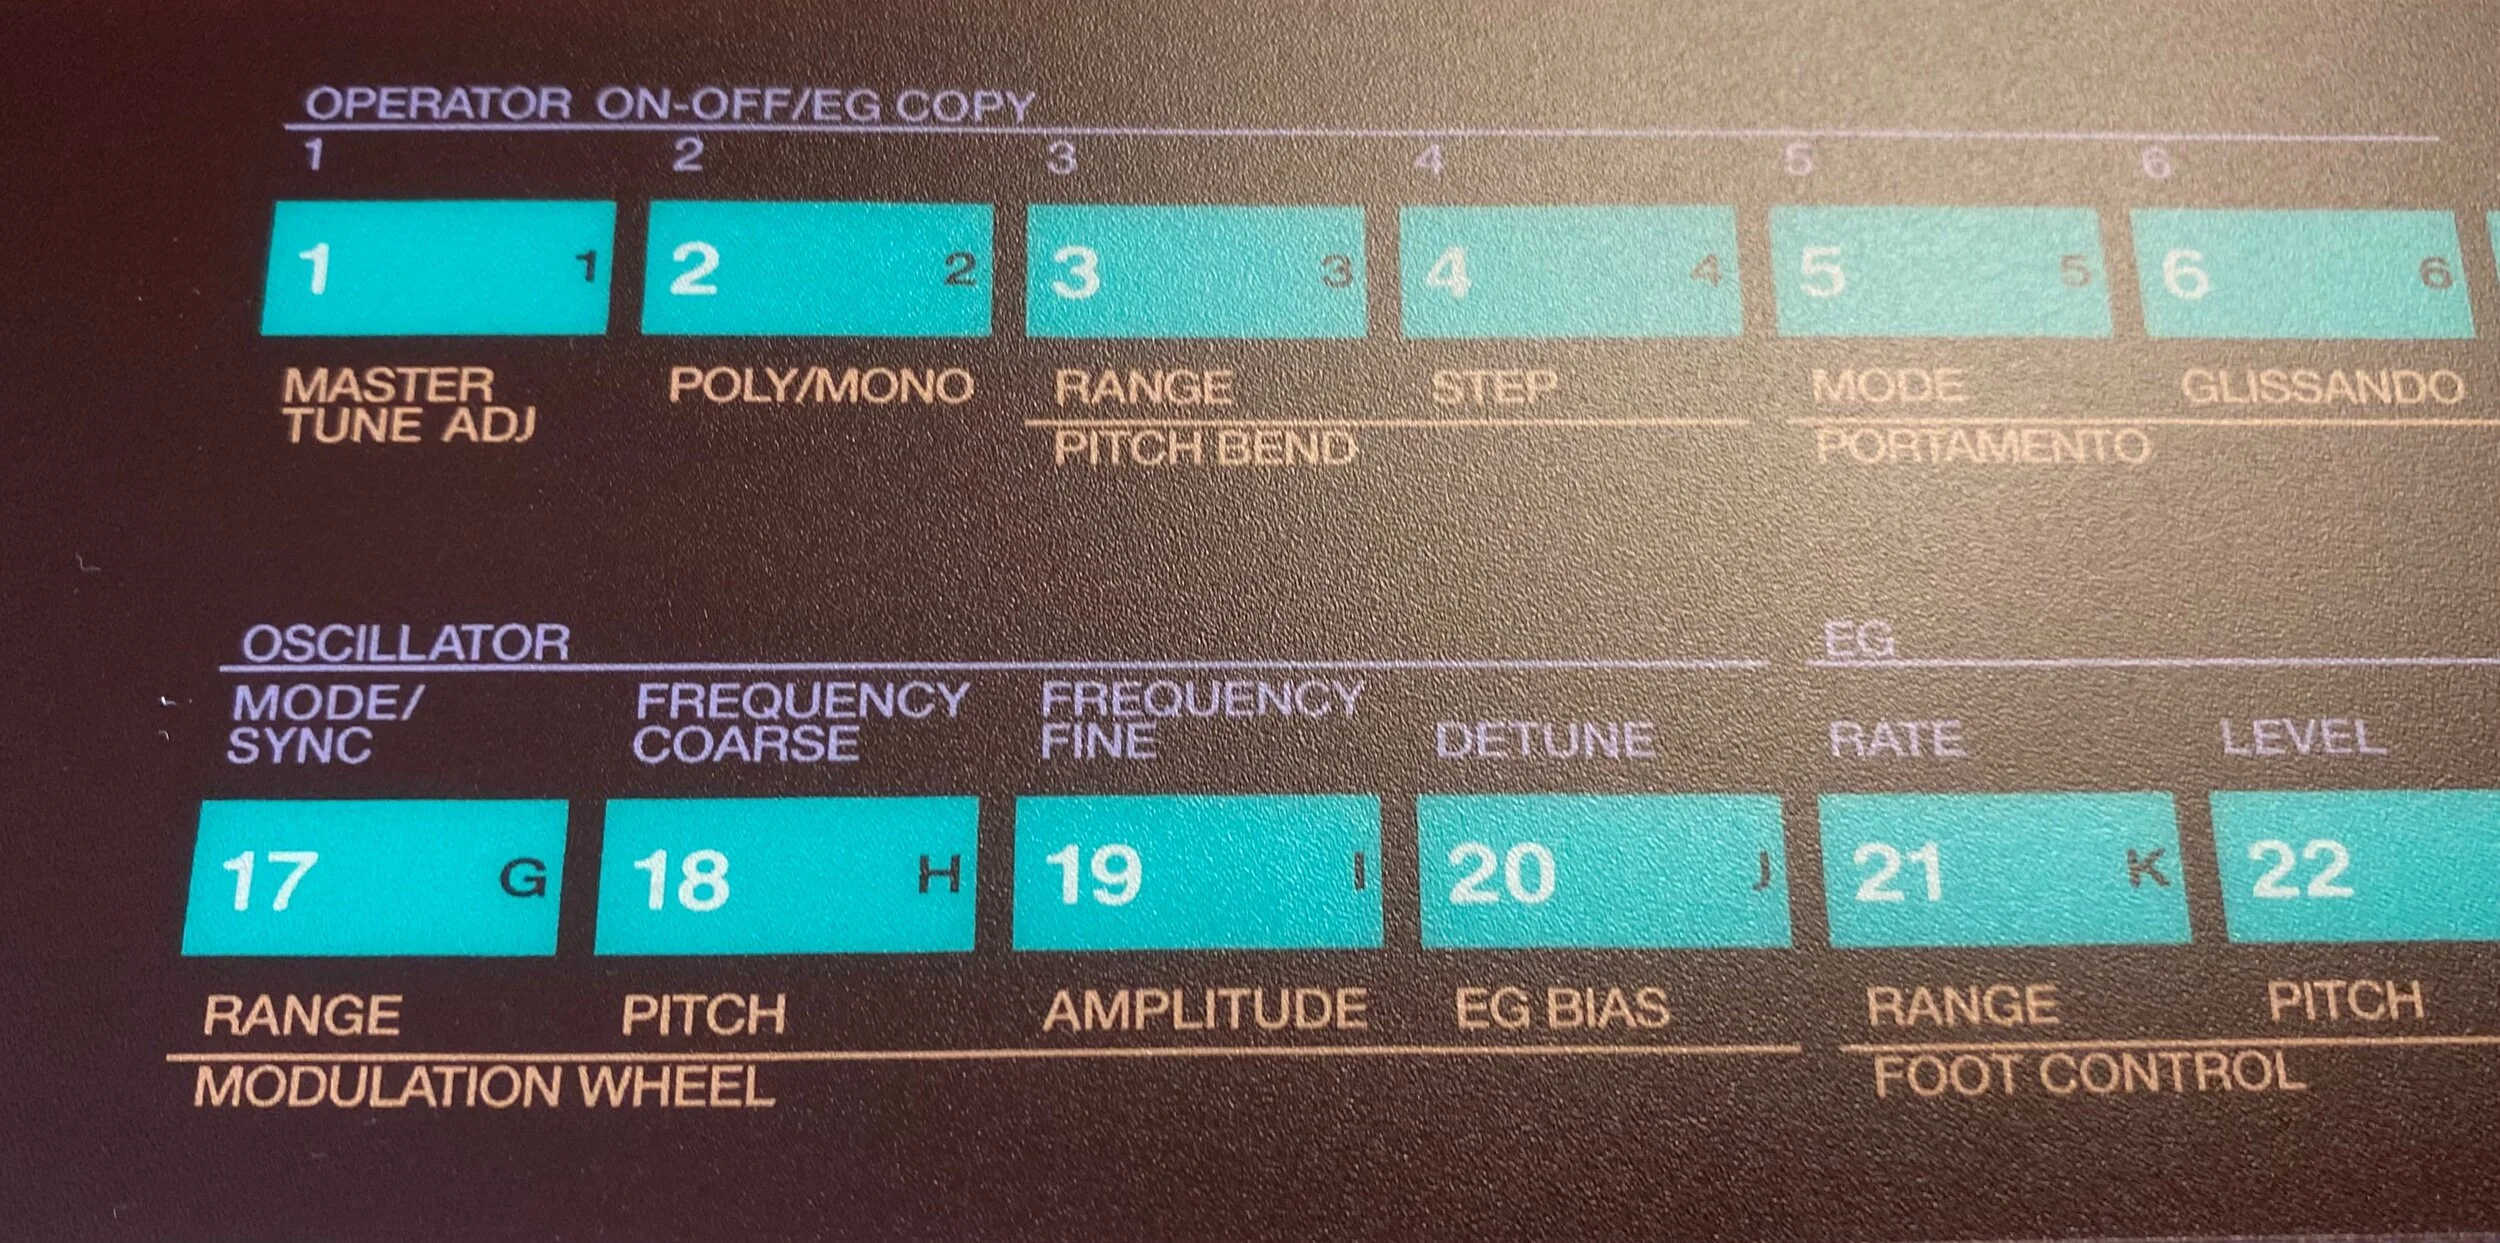 OPERATOR ON-OFF/EG COPY
1 2 3 4 5 6
1 1 2 2 3 3 4 4 5 5 6 6
MASTER
TUNE ADJ
POLY/MONO
RANGE STEP
PITCH BEND
MODE GLISSANDO
PORTAMENTO
OSCILLATOR
MODE/
SYNC
FREQUENCY
COARSE
FREQUENCY
FINE
DETUNE
EG
RATE LEVEL
17 G 18 H 19 I 20 J 21 K 22
RANGE PITCH AMPLITUDE EG BIAS
MODULATION WHEEL
RANGE PITCH
FOOT CONTROL